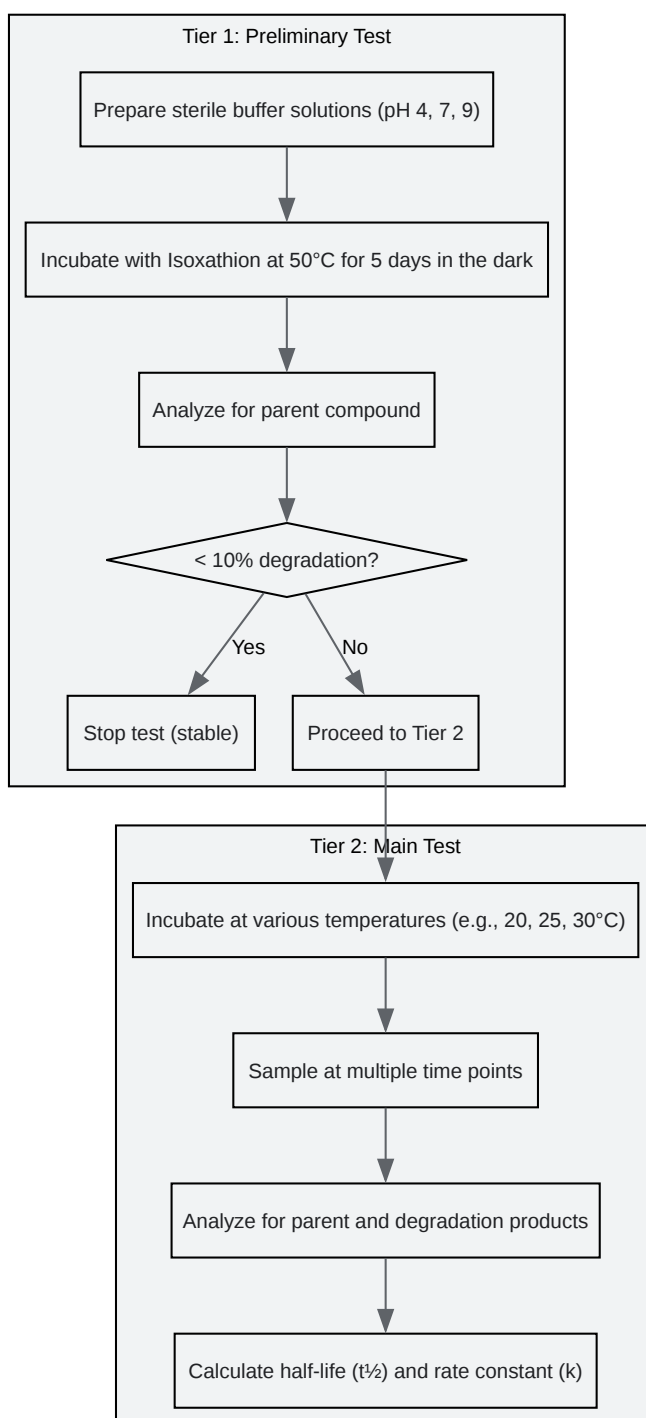 Tier 1: Preliminary Test
Prepare sterile buffer solutions (pH 4, 7, 9)
Incubate with Isoxathion at 50°C for 5 days in the dark
Analyze for parent compound
< 10% degradation?
Yes
No
Stop test (stable)
Proceed to Tier 2
Tier 2: Main Test
Incubate at various temperatures (e.g., 20, 25, 30°C)
Sample at multiple time points
Analyze for parent and degradation products
Calculate half-life (t½) and rate constant (k)